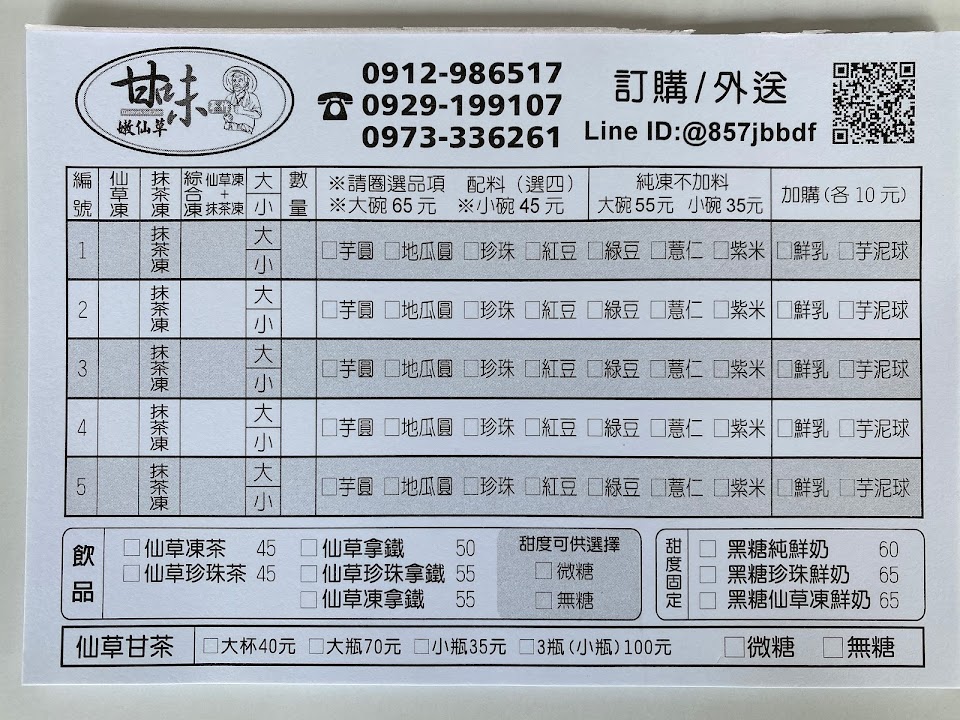 甘味
嫩仙草
0912-986517
0929-199107
0973-336261
訂購/外送
Line ID:@857jbbdf
編號 仙草凍 抹茶凍 綜合凍 仙草凍+抹茶凍 大 小 數量 ※請圈選品項 配料（選四） ※大碗65元 ※小碗45元 純凍不加料 大碗55元 小碗35元 加購(各10元)
1 抹茶凍 大 小 □芋圓 □地瓜圓 □珍珠 □紅豆 □綠豆 □薏仁 □紫米 □鮮乳 □芋泥球
2 抹茶凍 大 小 □芋圓 □地瓜圓 □珍珠 □紅豆 □綠豆 □薏仁 □紫米 □鮮乳 □芋泥球
3 抹茶凍 大 小 □芋圓 □地瓜圓 □珍珠 □紅豆 □綠豆 □薏仁 □紫米 □鮮乳 □芋泥球
4 抹茶凍 大 小 □芋圓 □地瓜圓 □珍珠 □紅豆 □綠豆 □薏仁 □紫米 □鮮乳 □芋泥球
5 抹茶凍 大 小 □芋圓 □地瓜圓 □珍珠 □紅豆 □綠豆 □薏仁 □紫米 □鮮乳 □芋泥球
飲品
□仙草凍茶 45
□仙草珍珠茶 45
□仙草拿鐵 50
□仙草珍珠拿鐵 55
□仙草凍拿鐵 55
甜度可供選擇
□微糖
□無糖
甜度固定
□ 黑糖純鮮奶 60
□ 黑糖珍珠鮮奶 65
□ 黑糖仙草凍鮮奶 65
仙草甘茶 □大杯40元 □大瓶70元 □小瓶35元 □3瓶(小瓶)100元 □微糖 □無糖